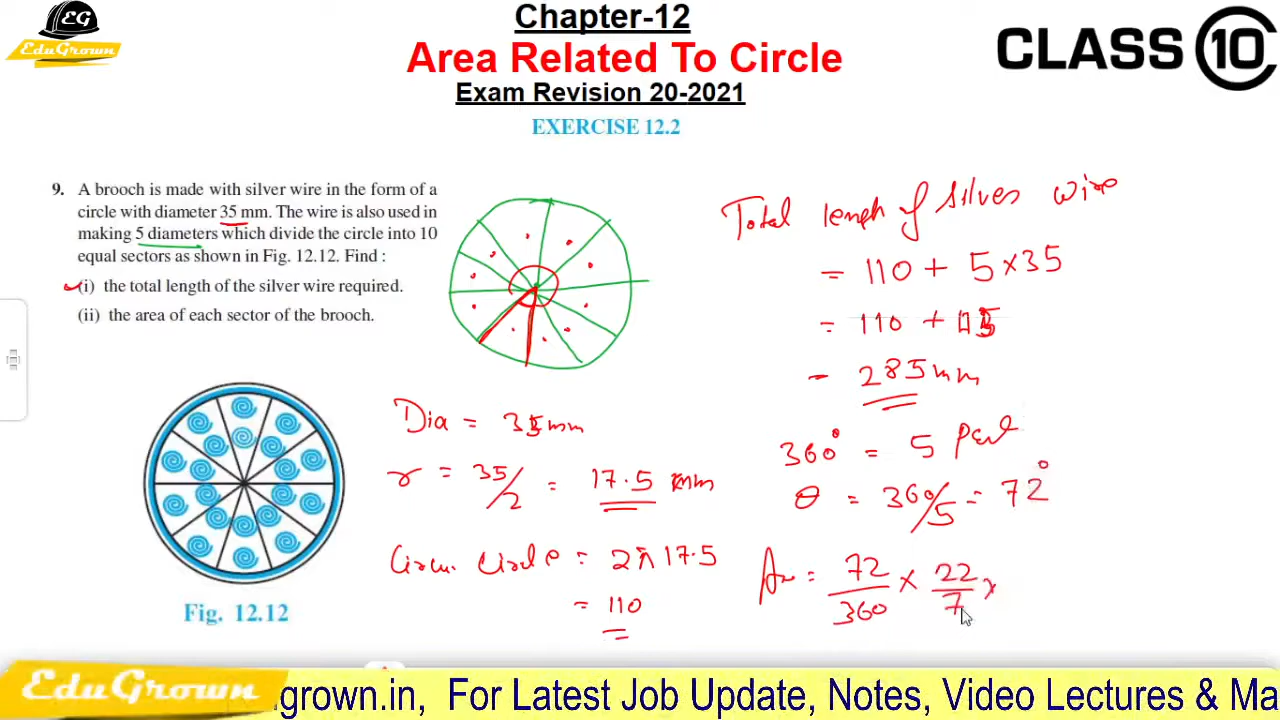 EG
EduGrown
Chapter-12
Area Related To Circle
Exam Revision 20-2021
EXERCISE 12.2
CLASS 10
9. A brooch is made with silver wire in the form of a
circle with diameter 35 mm. The wire is also used in
making 5 diameters which divide the circle into 10
equal sectors as shown in Fig. 12.12. Find :
(i) the total length of the silver wire required.
(ii) the area of each sector of the brooch.
Fig. 12.12
Dia = 35mm
r = 35/2 = 17.5 mm
Circum. Circle = 2π 17.5
= 110
Total length of Silver wire
= 110 + 5×35
= 110 +
= 285mm
360° = 5 Part
θ = 360/5 = 72°
Ar = 72/360 × 22/7 ×
EduGrown
grown.in, For Latest Job Update, Notes, Video Lectures & Ma